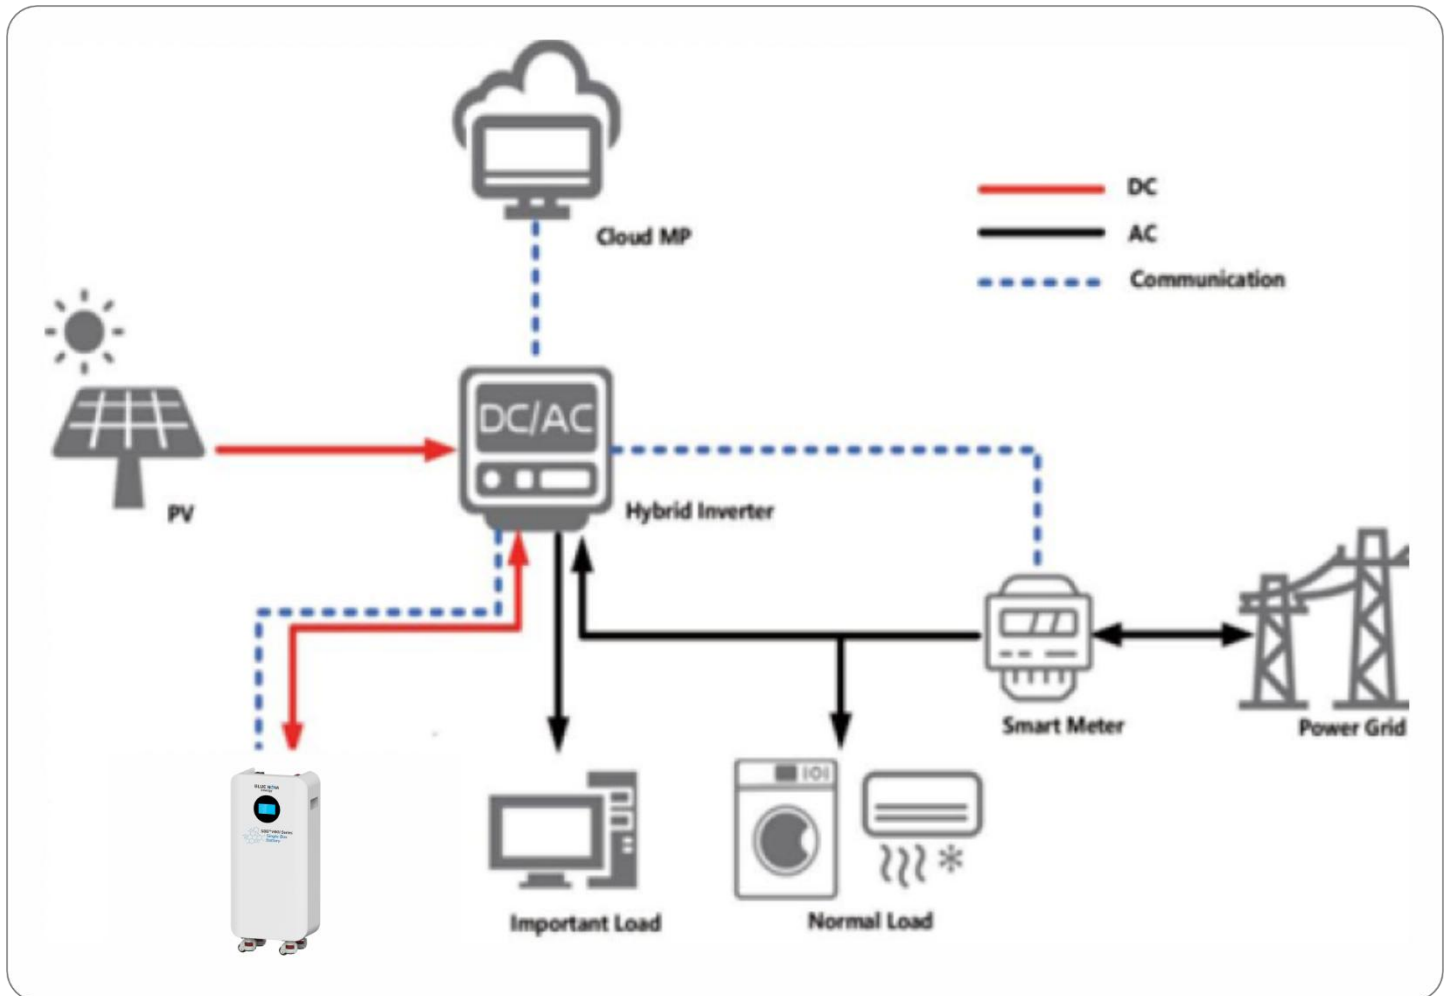 Cloud MP
DC
AC
Communication
DC/AC
PV
Hybrid Inverter
Smart Meter
Power Grid
Important Load
Normal Load